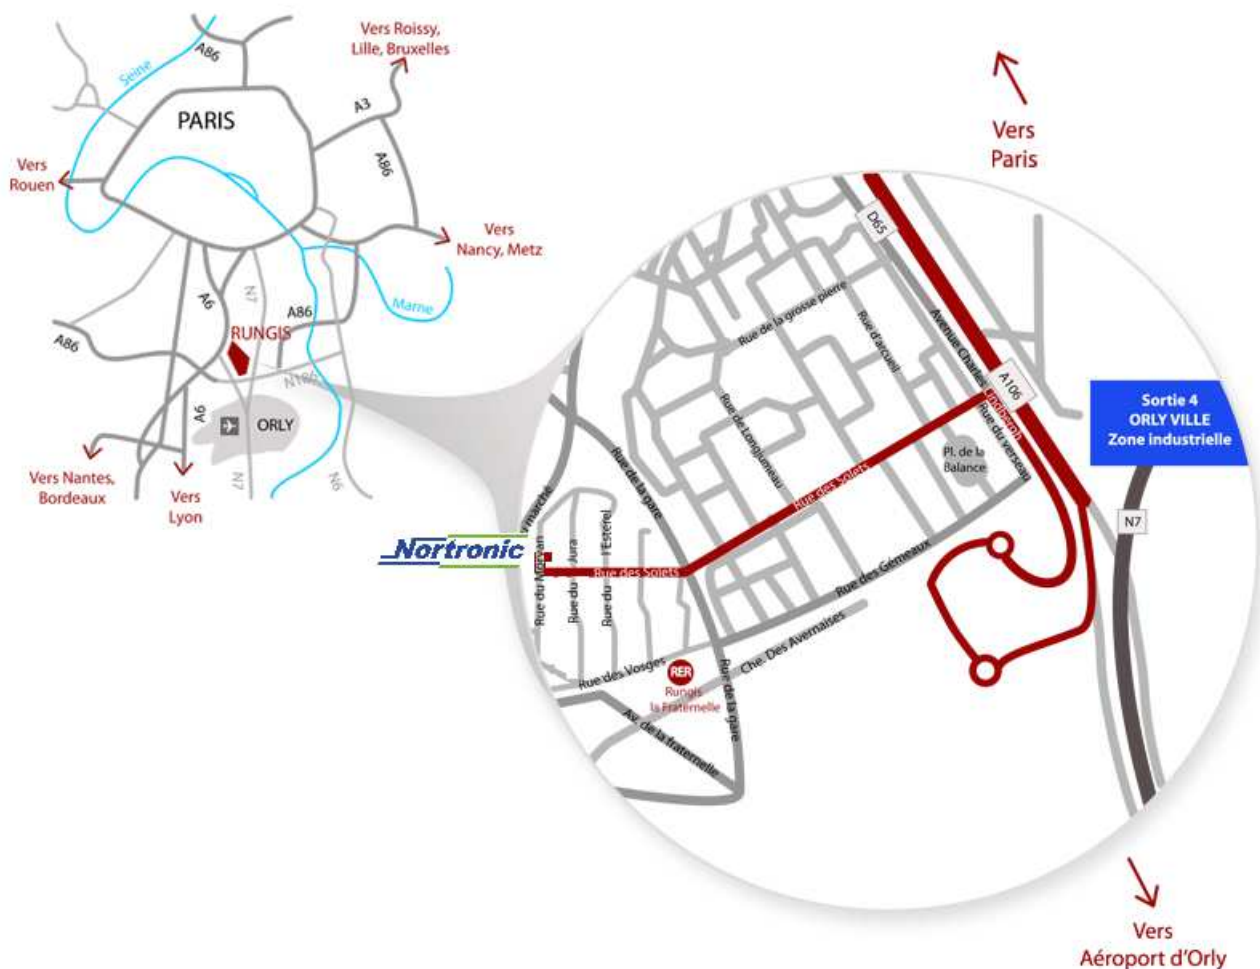 Vers Roissy,
Lille, Bruxelles
A86
Seine
A3
PARIS
A86
Vers
Rouen
Vers
Nancy, Metz
A6
N7
A86
Marne
RUNGIS
A86
N186
A6
ORLY
Vers Nantes,
Bordeaux
Vers
Lyon
N7
N6
Vers
Paris
D65
Rue de la grosse pierre
Rue d'arcueil
Avenue Charles Lindbergh
A106
Sortie 4
ORLY VILLE
Zone industrielle
Rue de Longjumeau
Rue du verseau
Pl. de la
Balance
Rue de la gare
Rue des Solets
marché
N7
Nortronic
Rue du Morvan
Rue du Jura
Rue du l'Estérel
Rue des Solets
Rue des Gémeaux
Che. Des Avernaises
Rue des Vosges
RER
Rungis
la Fraternelle
Rue de la gare
Av. de la fraternelle
Vers
Aéroport d'Orly